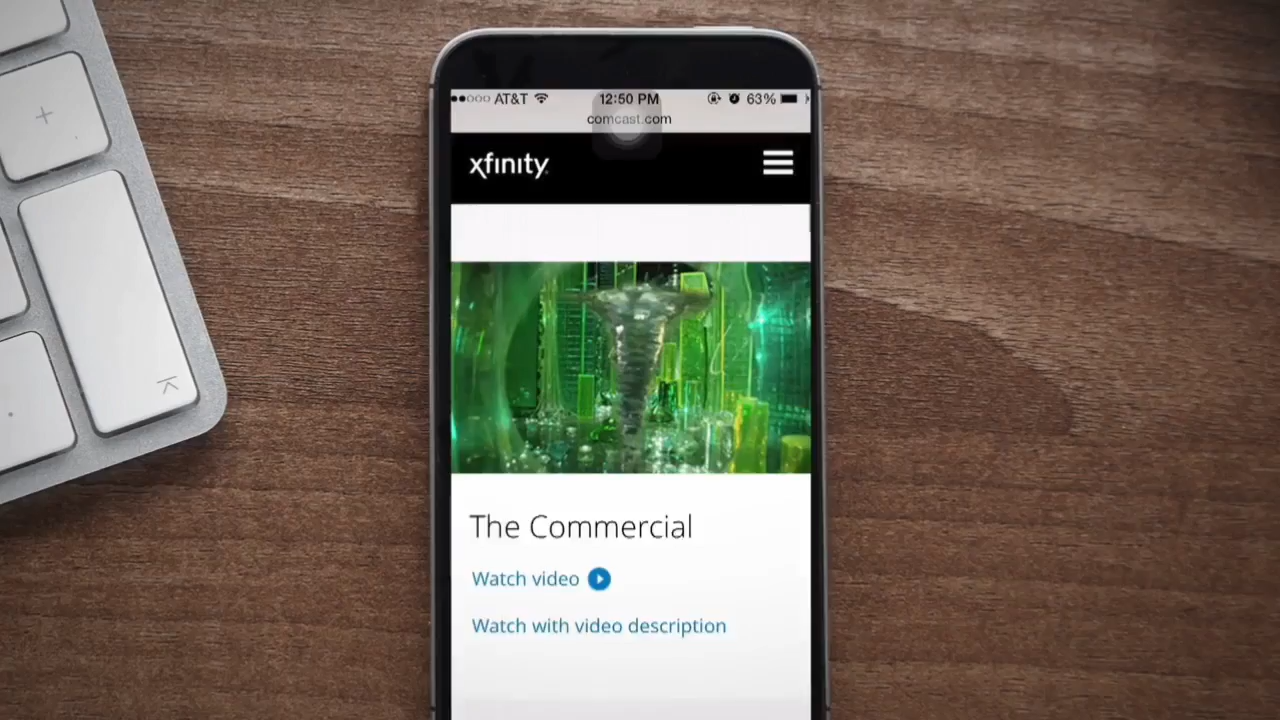 AT&T 12:50 PM 63%
comcast.com
xfinity
The Commercial
Watch video
Watch with video description